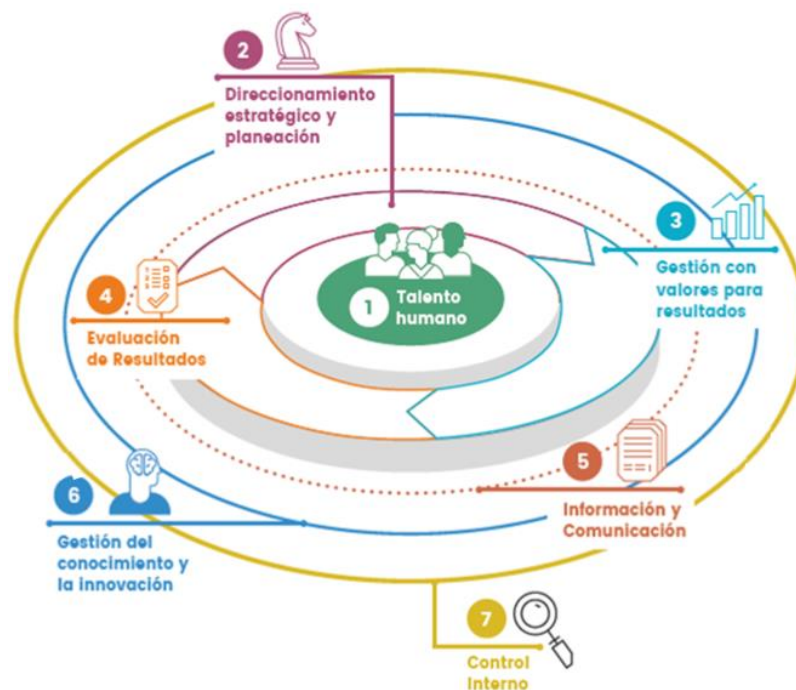 2
Direccionamiento
estratégico y
planeación
3
Gestión con
valores para
resultados
1
Talento
humano
4
Evaluación
de Resultados
5
Información y
Comunicación
6
Gestión del
conocimiento y
la innovación
7
Control
Interno